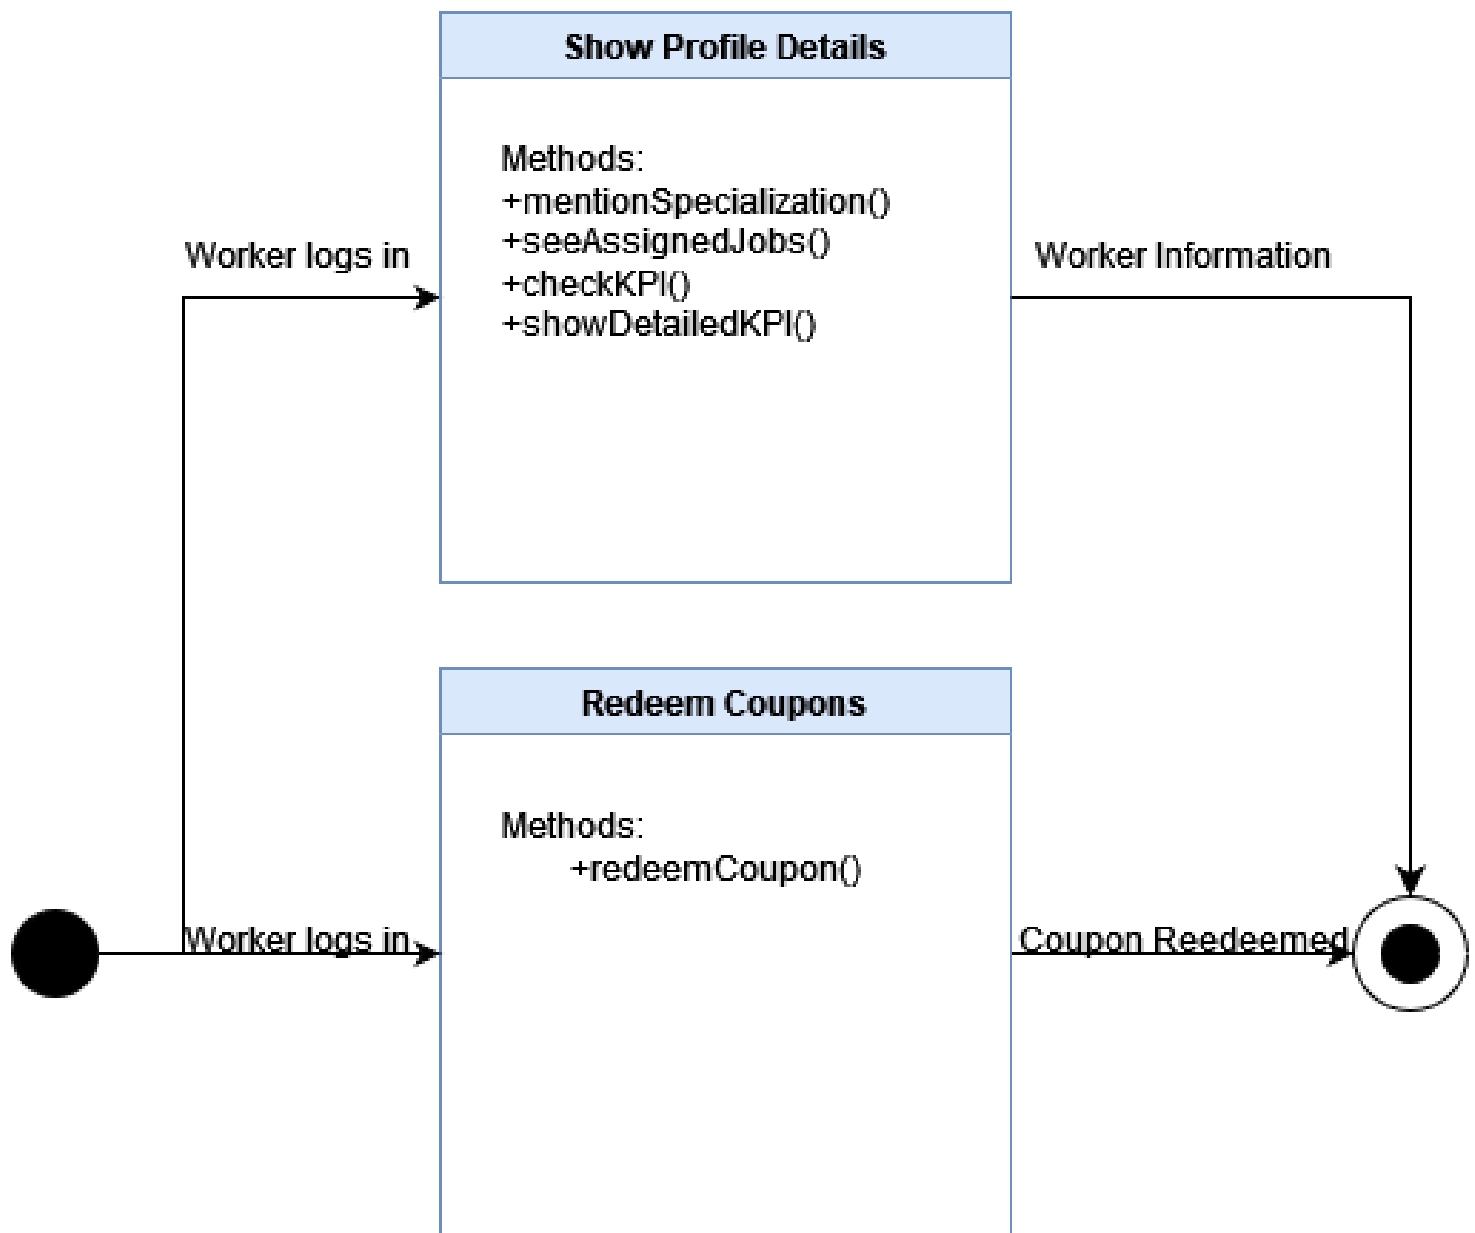 Show Profile Details
Methods:
+mentionSpecialization()
+seeAssignedJobs()
+checkKPI()
+showDetailedKPI()
Worker logs in
Worker Information
Redeem Coupons
Methods:
+redeemCoupon()
Worker logs in
Coupon Reedeemed